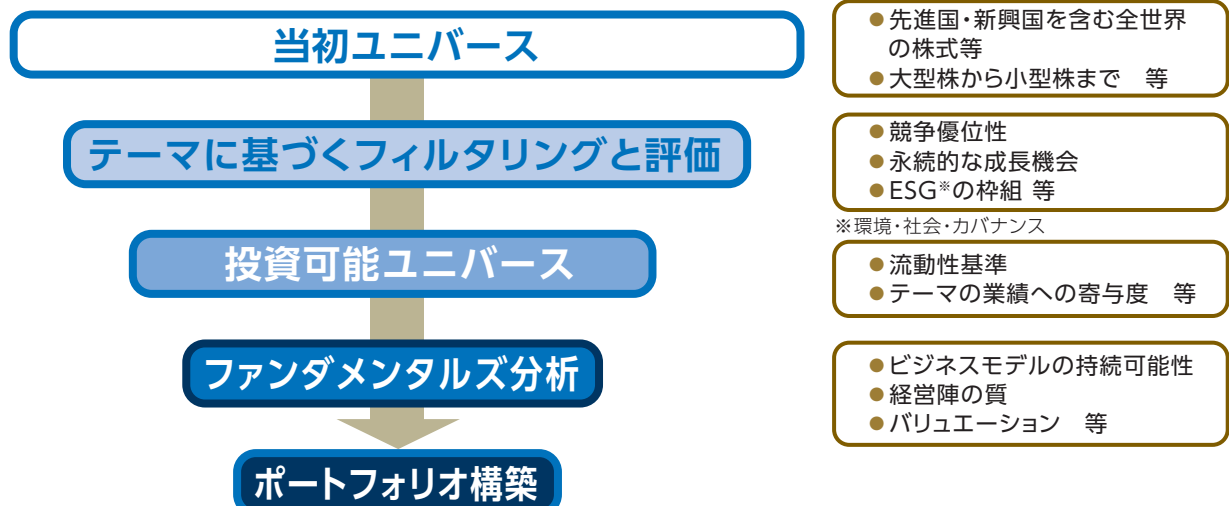 当初ユニバース
●先進国・新興国を含む全世界
の株式等
●大型株から小型株まで　等
テーマに基づくフィルタリングと評価
●競争優位性
●永続的な成長機会
●ESG※の枠組 等
※環境・社会・カバナンス
投資可能ユニバース
●流動性基準
●テーマの業績への寄与度　等
ファンダメンタルズ分析
●ビジネスモデルの持続可能性
●経営陣の質
●バリュエーション　等
ポートフォリオ構築